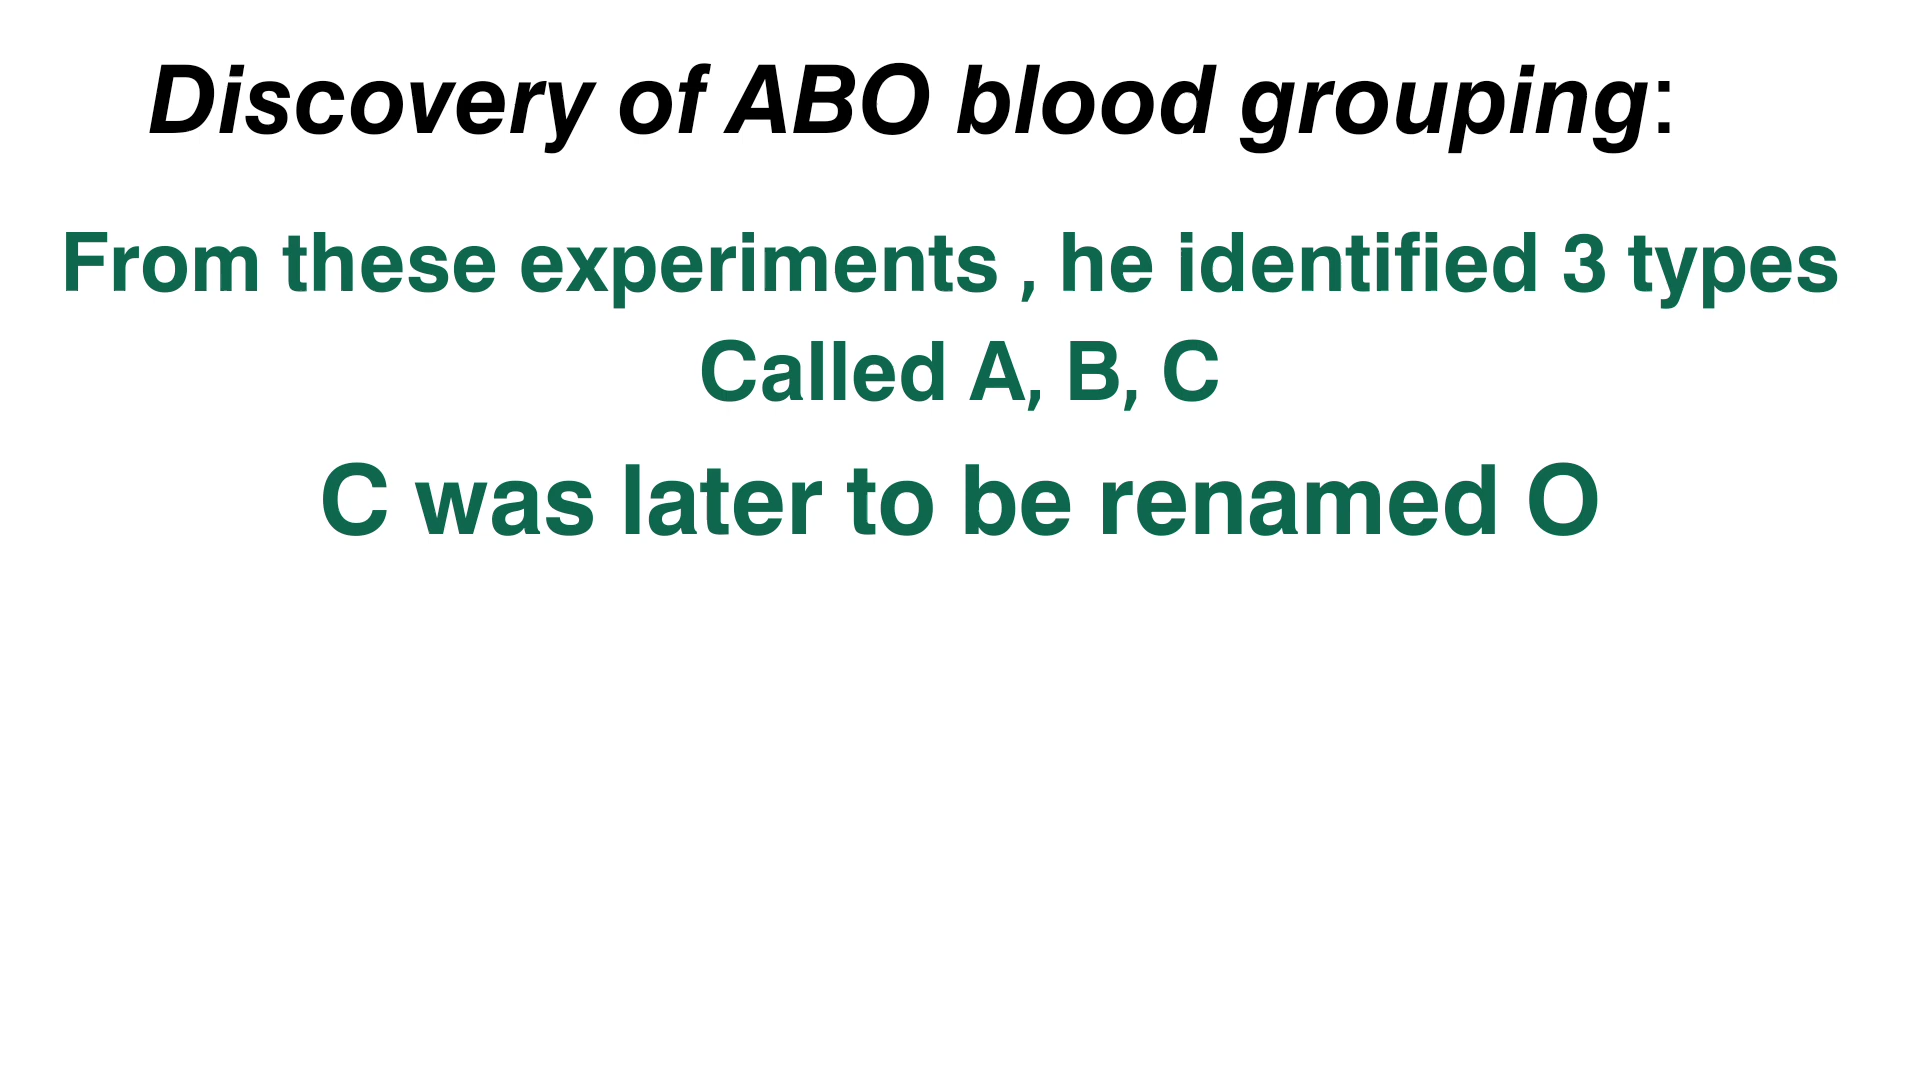 Discovery of ABO blood grouping:
From these experiments , he identified 3 types
Called A, B, C
C was later to be renamed O